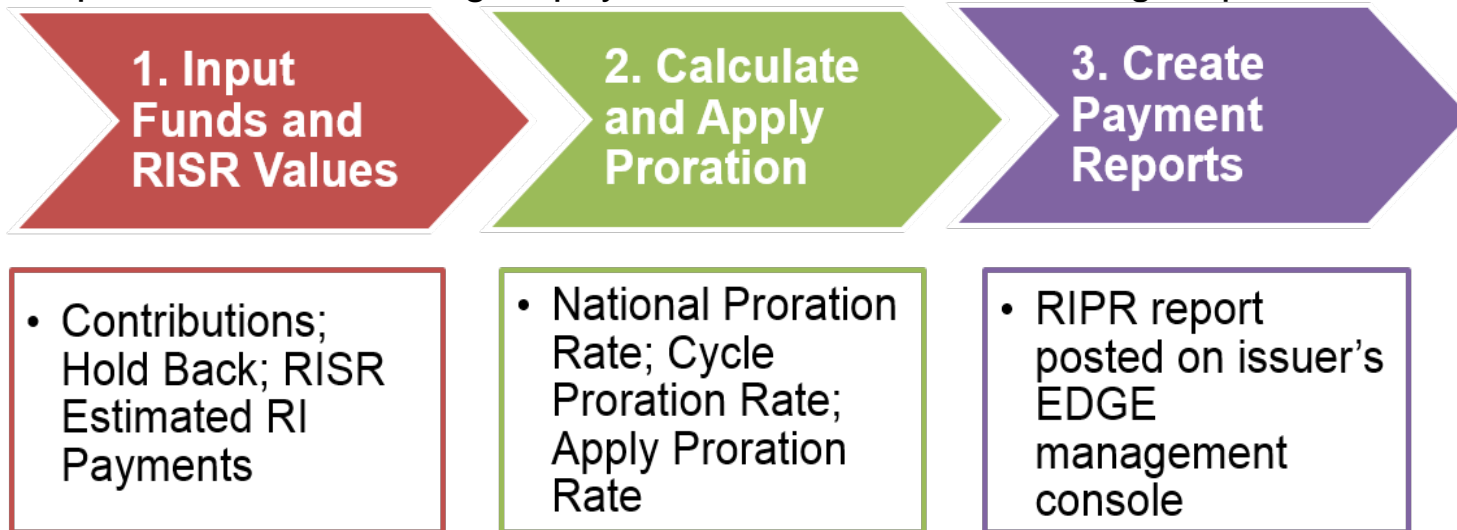 1. Input
Funds and
RISR Values
2. Calculate
and Apply
Proration
3. Create
Payment
Reports
• Contributions;
Hold Back; RISR
Estimated RI
Payments
• National Proration
Rate; Cycle
Proration Rate;
Apply Proration
Rate
• RIPR report
posted on issuer’s
EDGE
management
console